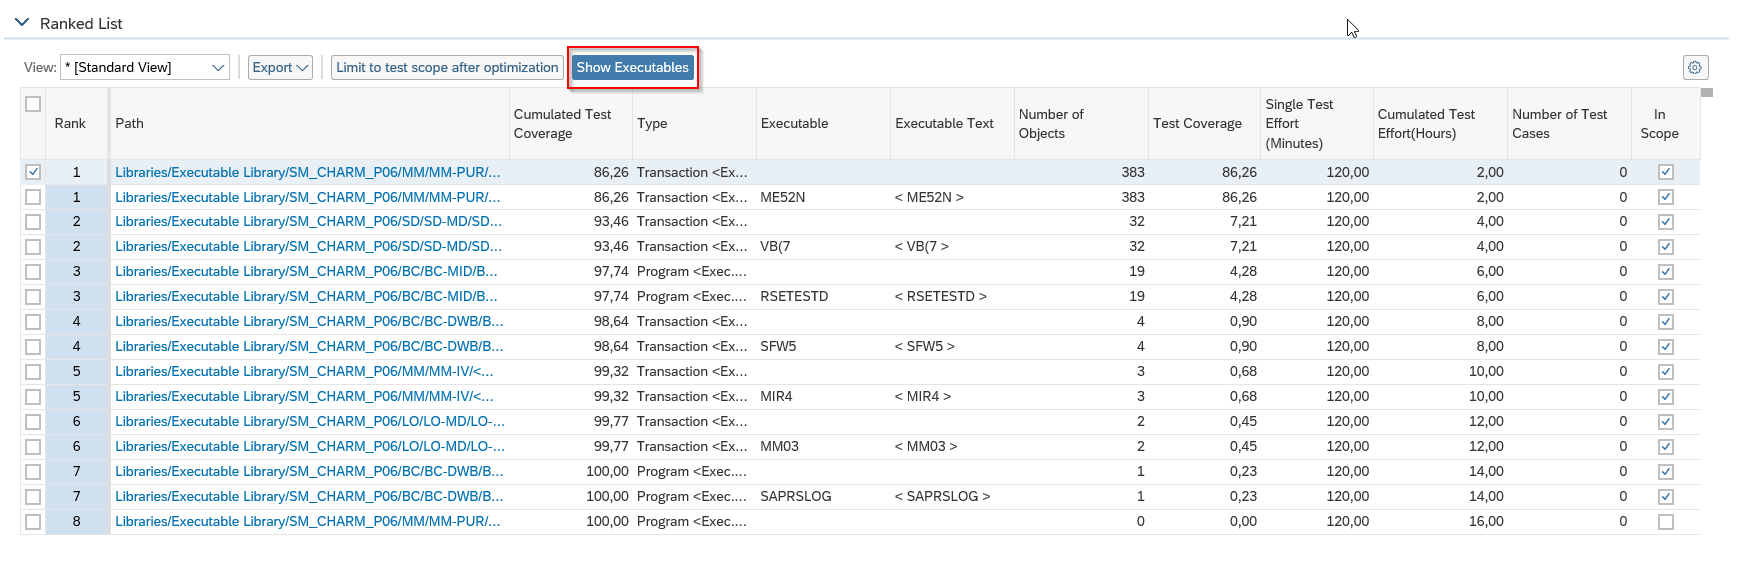 Ranked List
View: * [Standard View] Export Limit to test scope after optimization Show Executables
Rank Path Cumulated Test Coverage Type Executable Executable Text Number of Objects Test Coverage Single Test Effort (Minutes) Cumulated Test Effort(Hours) Number of Test Cases In Scope
1 Libraries/Executable Library/SM_CHARM_P06/MM/MM-PUR/... 86,26 Transaction <Ex... 383 86,26 120,00 2,00 0
1 Libraries/Executable Library/SM_CHARM_P06/MM/MM-PUR/... 86,26 Transaction <Ex... ME52N < ME52N > 383 86,26 120,00 2,00 0
2 Libraries/Executable Library/SM_CHARM_P06/SD/SD-MD/SD... 93,46 Transaction <Ex... 32 7,21 120,00 4,00 0
2 Libraries/Executable Library/SM_CHARM_P06/SD/SD-MD/SD... 93,46 Transaction <Ex... VB(7 < VB(7 > 32 7,21 120,00 4,00 0
3 Libraries/Executable Library/SM_CHARM_P06/BC/BC-MID/B... 97,74 Program <Exec.... 19 4,28 120,00 6,00 0
3 Libraries/Executable Library/SM_CHARM_P06/BC/BC-MID/B... 97,74 Program <Exec.... RSETESTD < RSETESTD > 19 4,28 120,00 6,00 0
4 Libraries/Executable Library/SM_CHARM_P06/BC/BC-DWB/B... 98,64 Transaction <Ex... 4 0,90 120,00 8,00 0
4 Libraries/Executable Library/SM_CHARM_P06/BC/BC-DWB/B... 98,64 Transaction <Ex... SFW5 < SFW5 > 4 0,90 120,00 8,00 0
5 Libraries/Executable Library/SM_CHARM_P06/MM/MM-IV/<... 99,32 Transaction <Ex... 3 0,68 120,00 10,00 0
5 Libraries/Executable Library/SM_CHARM_P06/MM/MM-IV/<... 99,32 Transaction <Ex... MIR4 < MIR4 > 3 0,68 120,00 10,00 0
6 Libraries/Executable Library/SM_CHARM_P06/LO/LO-MD/LO-... 99,77 Transaction <Ex... 2 0,45 120,00 12,00 0
6 Libraries/Executable Library/SM_CHARM_P06/LO/LO-MD/LO-... 99,77 Transaction <Ex... MM03 < MM03 > 2 0,45 120,00 12,00 0
7 Libraries/Executable Library/SM_CHARM_P06/BC/BC-DWB/B... 100,00 Program <Exec.... 1 0,23 120,00 14,00 0
7 Libraries/Executable Library/SM_CHARM_P06/BC/BC-DWB/B... 100,00 Program <Exec.... SAPRSLOG < SAPRSLOG > 1 0,23 120,00 14,00 0
8 Libraries/Executable Library/SM_CHARM_P06/MM/MM-PUR/... 100,00 Program <Exec.... 0 0,00 120,00 16,00 0